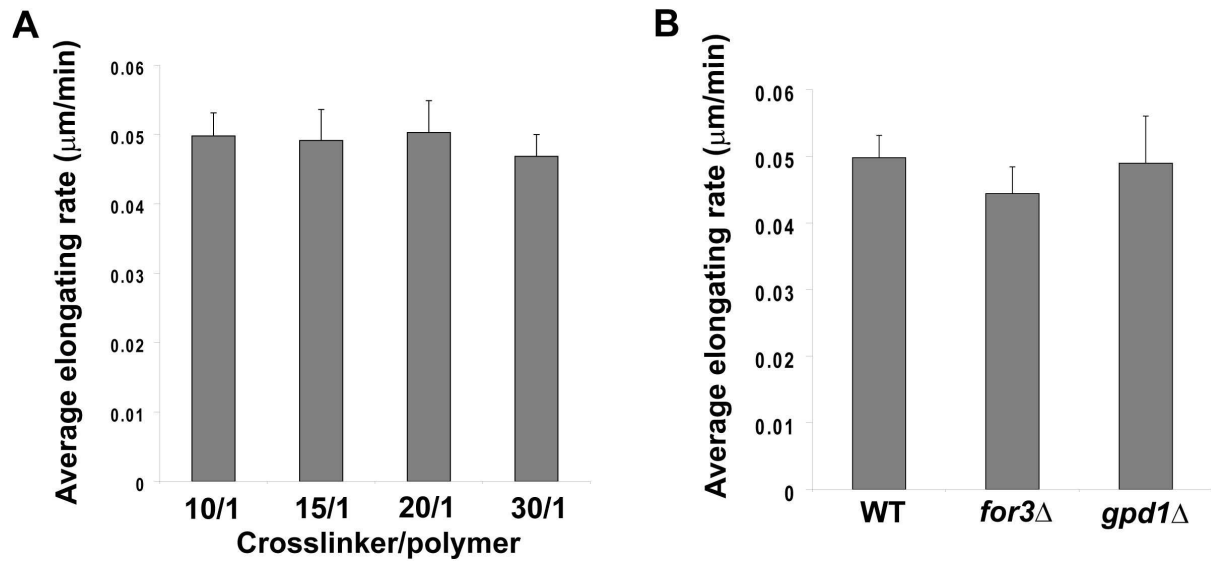 A
Average elongating rate (μm/min)
0.06
0.05
0.04
0.03
0.02
0.01
0
10/1 15/1 20/1 30/1
Crosslinker/polymer
B
Average elongating rate (μm/min)
0.06
0.05
0.04
0.03
0.02
0.01
0
WT for3Δ gpd1Δ